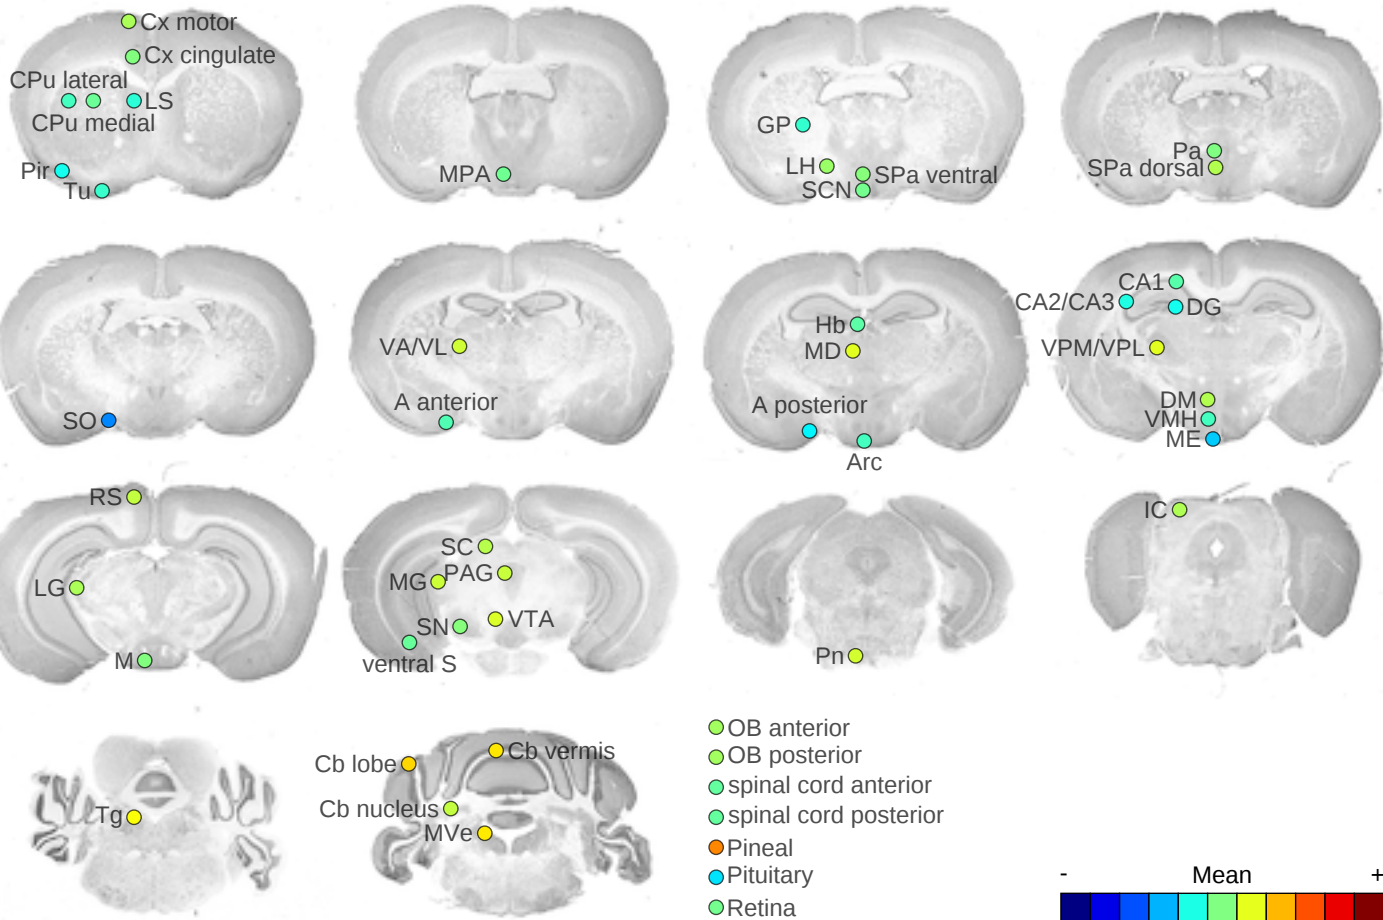 Cx motor
Cx cingulate
CPu lateral
LS
CPu medial
Pir
Tu
MPA
GP
LH
SPa ventral
SCN
Pa
SPa dorsal
SO
VA/VL
A anterior
Hb
MD
A posterior
Arc
CA1
CA2/CA3
DG
VPM/VPL
DM
VMH
ME
RS
LG
M
SC
PAG
MG
VTA
SN
ventral S
Pn
IC
Tg
Cb lobe
Cb vermis
Cb nucleus
MVe
OB anterior
OB posterior
spinal cord anterior
spinal cord posterior
Pineal
Pituitary
Retina
- Mean +